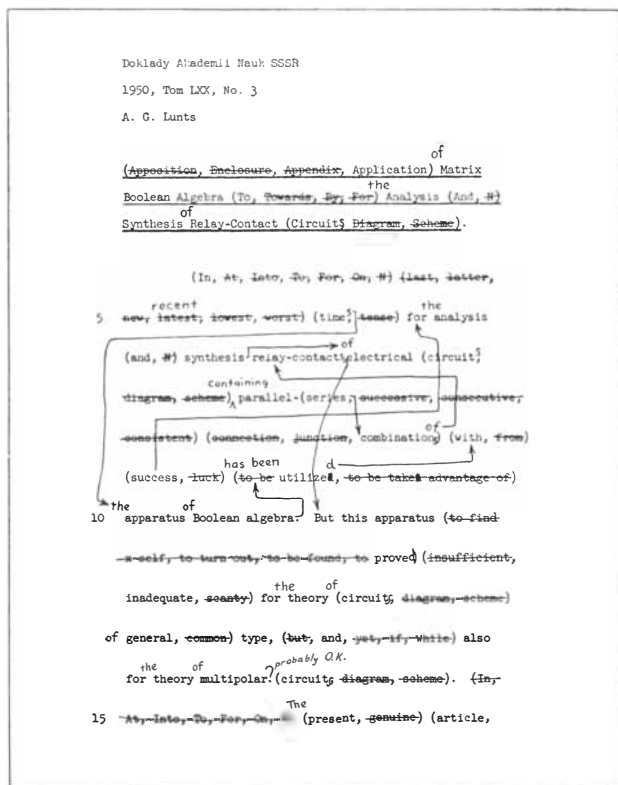 Doklady Akademii Nauk SSSR
1950, Tom LXX, No. 3
A. G. Lunts
of
(Apposition, Enclosure, Appendix, Application) Matrix
the
Boolean Algebra (To, Towards, By, For) Analysis (And, N)
of
Synthesis Relay-Contact (Circuits Diagram, Scheme).
(In, At, Into, To, For, On, N) (last, latter,
recent the
5 new, latest, lowest, worst) (times, tense) for analysis
of
(and, N) synthesis relay-contact electrical (circuits,
containing
diagram, scheme) parallel-(series, successive, consecutive,
of
consistent) (connection, junction, combination) (with, from)
has been d
(success, luck) (to be utilized, to be taken advantage of)
the of
10 apparatus Boolean algebra. But this apparatus (to find
x-self, to turn out, to be found, to proved) (insufficient,
the of
inadequate, scanty) for theory (circuits, diagram, scheme)
of general, common) type, (but, and, yet, if, while) also
the of ? probably O.K.
for theory multipolar (circuits diagram, scheme). (In,
The
15 At, Into, To, For, On, (present, genuine) (article,